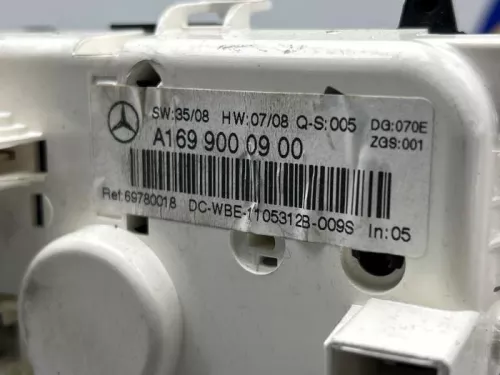 SW:35/08 HW:07/08 Q-S:005 DG:070E
A169 900 09 00 ZGS:001
Ref:69780018 DC-WBE-1105312B-009S In:05